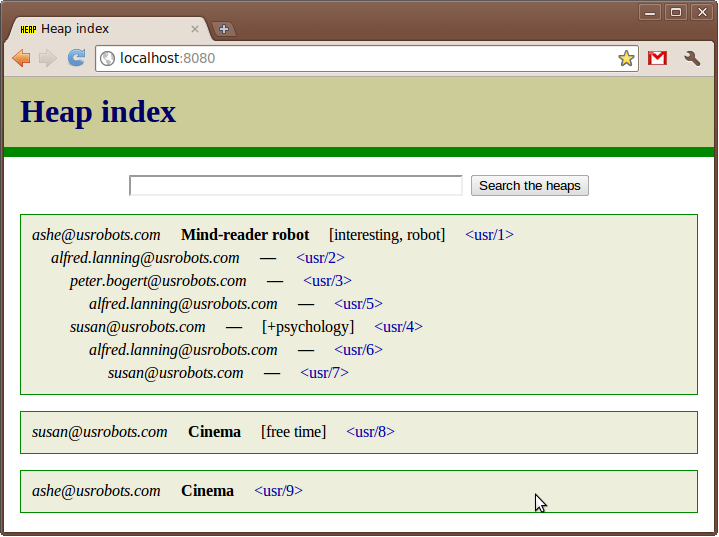 HEAP Heap index
localhost:8080
Heap index
Search the heaps
ashe@usrobots.com Mind-reader robot [interesting, robot] <usr/1>
alfred.lanning@usrobots.com — <usr/2>
peter.bogert@usrobots.com — <usr/3>
alfred.lanning@usrobots.com — <usr/5>
susan@usrobots.com — [+psychology] <usr/4>
alfred.lanning@usrobots.com — <usr/6>
susan@usrobots.com — <usr/7>
susan@usrobots.com Cinema [free time] <usr/8>
ashe@usrobots.com Cinema <usr/9>